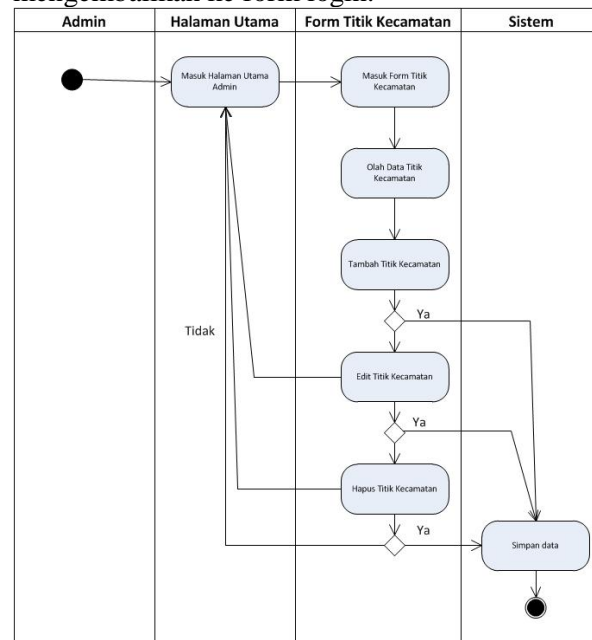 Admin
Halaman Utama
Form Titik Kecamatan
Sistem
Masuk Halaman Utama
Admin
Masuk Form Titik
Kecamatan
Olah Data Titik
Kecamatan
Tambah Titik Kecamatan
Ya
Tidak
Edit Titik Kecamatan
Ya
Hapus Titik Kecamatan
Ya
Simpan data